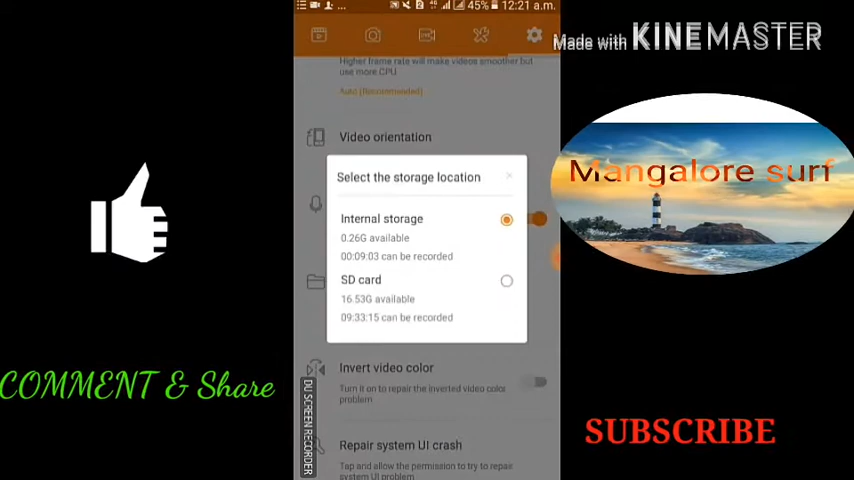 ... 45% 12:21 a.m.
Made with KINEMASTER
Higher frame rate will make videos smoother but
use more CPU
Auto (Recommended)
Video orientation
Select the storage location
Internal storage
0.26G available
00:09:03 can be recorded
SD card
16.53G available
09:33:15 can be recorded
Invert video color
Turn it on to repair the inverted video color
problem
Repair system UI crash
Tap and allow the permission to try to repair
system UI problem
DU SCREEN RECORDER
Mangalore surf
COMMENT & Share
SUBSCRIBE